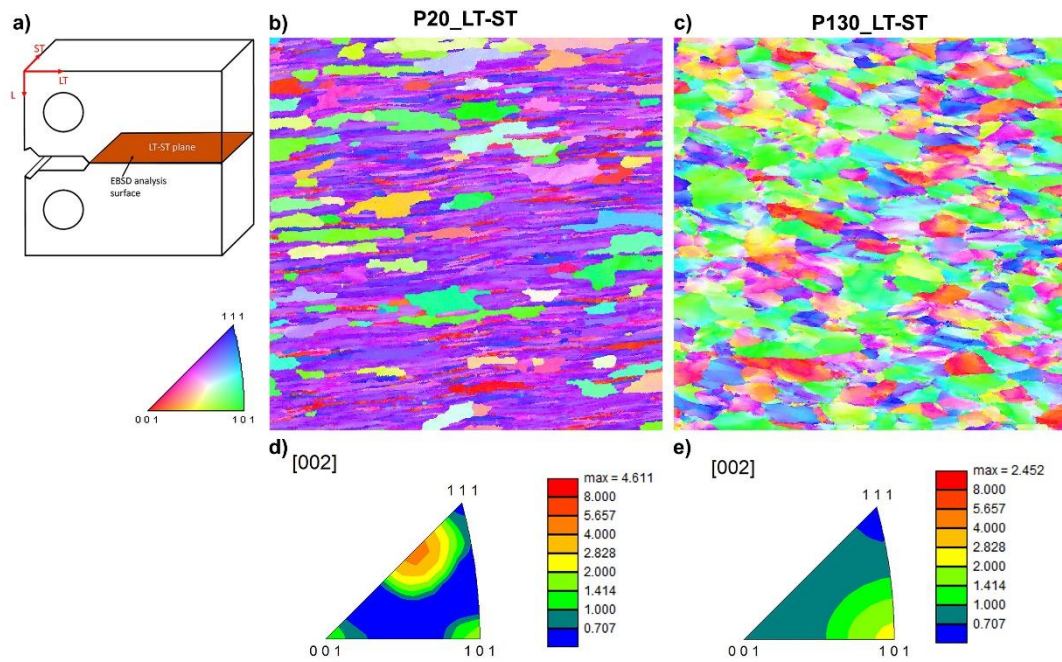 a)
ST
LT
L
LT-ST plane
EBSD analysis
surface
1 1 1
0 0 1
1 0 1
b)
P20_LT-ST
c)
P130_LT-ST
d)
[002]
1 1 1
0 0 1
1 0 1
max = 4.611
8.000
5.657
4.000
2.828
2.000
1.414
1.000
0.707
e)
[002]
1 1 1
0 0 1
1 0 1
max = 2.452
8.000
5.657
4.000
2.828
2.000
1.414
1.000
0.707